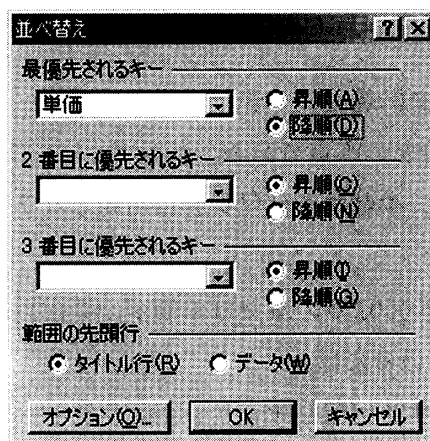 並べ替え
最優先されるキー
単価
昇順(A)
降順(D)
2 番目に優先されるキー
昇順(C)
降順(N)
3 番目に優先されるキー
昇順(I)
降順(G)
範囲の先頭行
タイトル行(R) データ(W)
オプション(O)... OK キャンセル